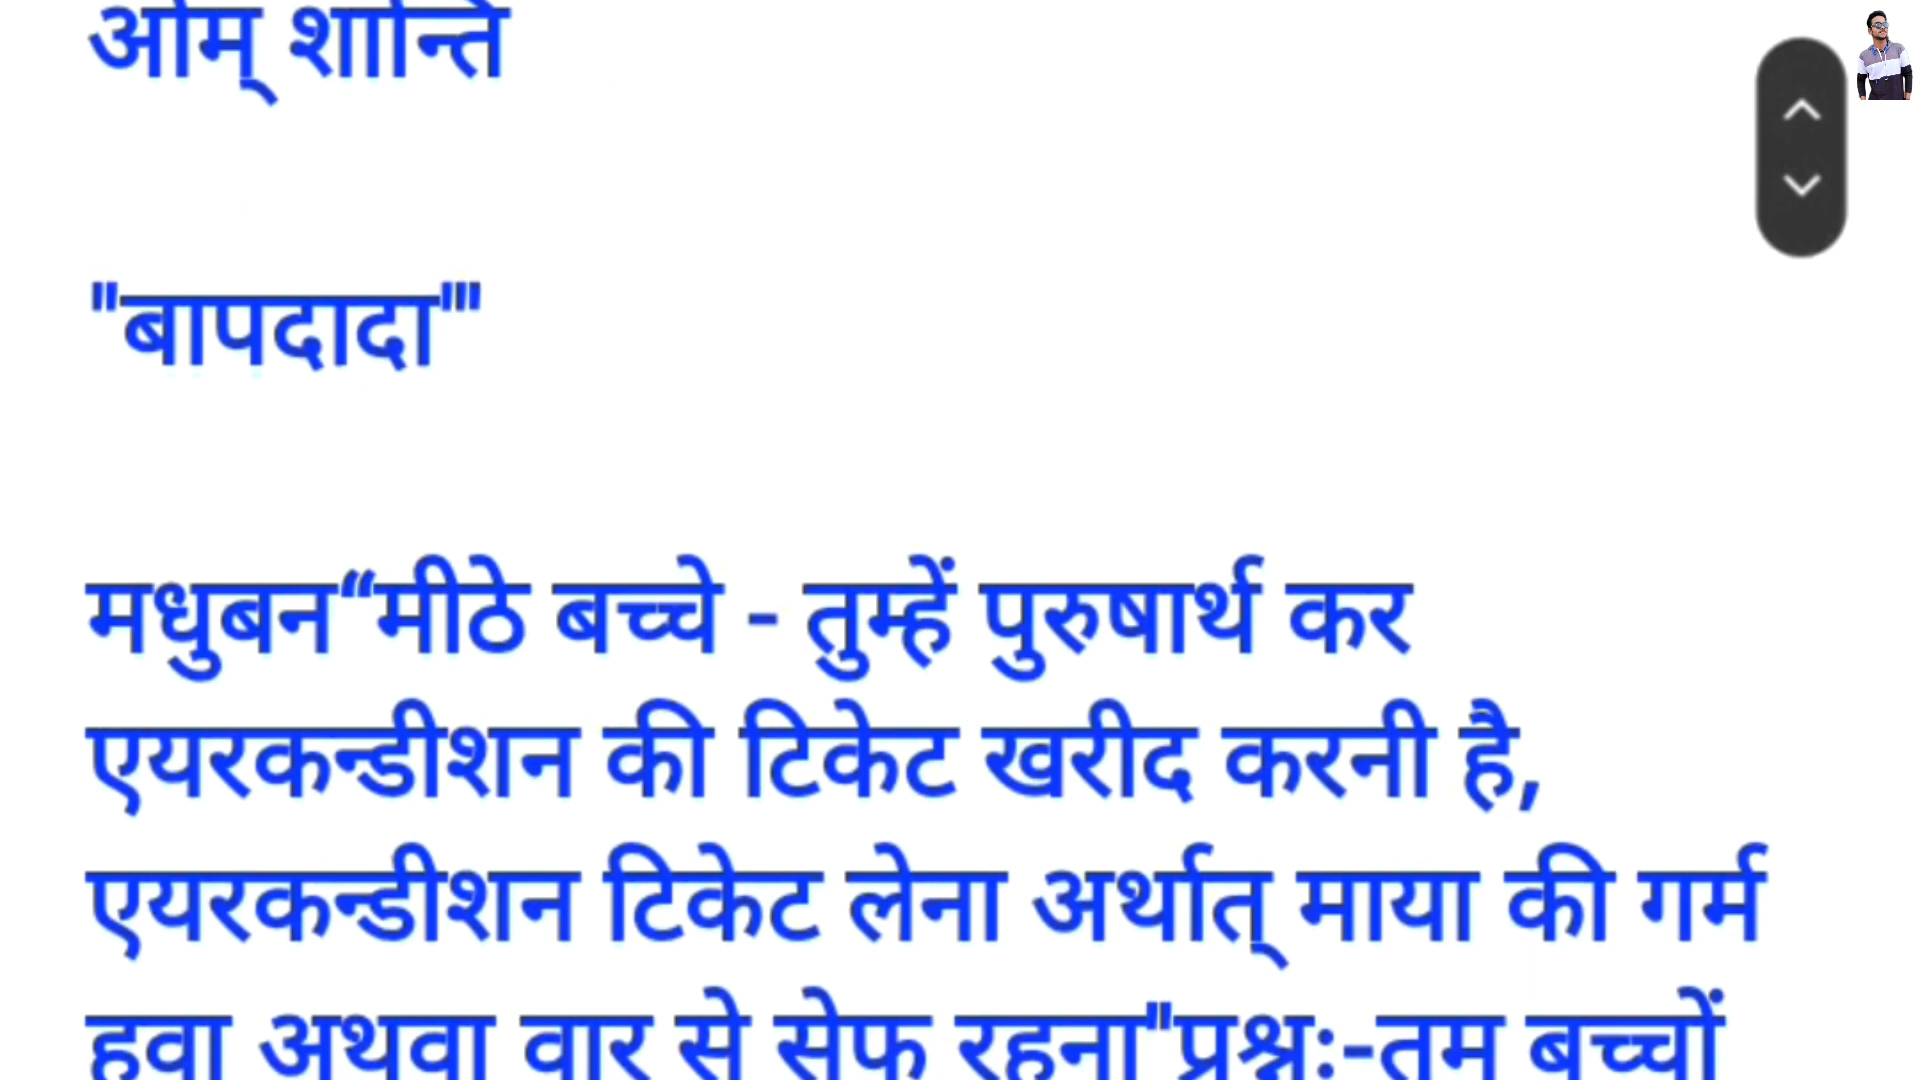 ओम् शान्ति
"बापदादा"'
मधुबन“मीठे बच्चे - तुम्हें पुरुषार्थ कर
एयरकन्डीशन की टिकेट खरीद करनी है,
एयरकन्डीशन टिकेट लेना अर्थात् माया की गर्म
हवा अथवा वार से सेफ रहना"प्रश्नः-तुम बच्चों